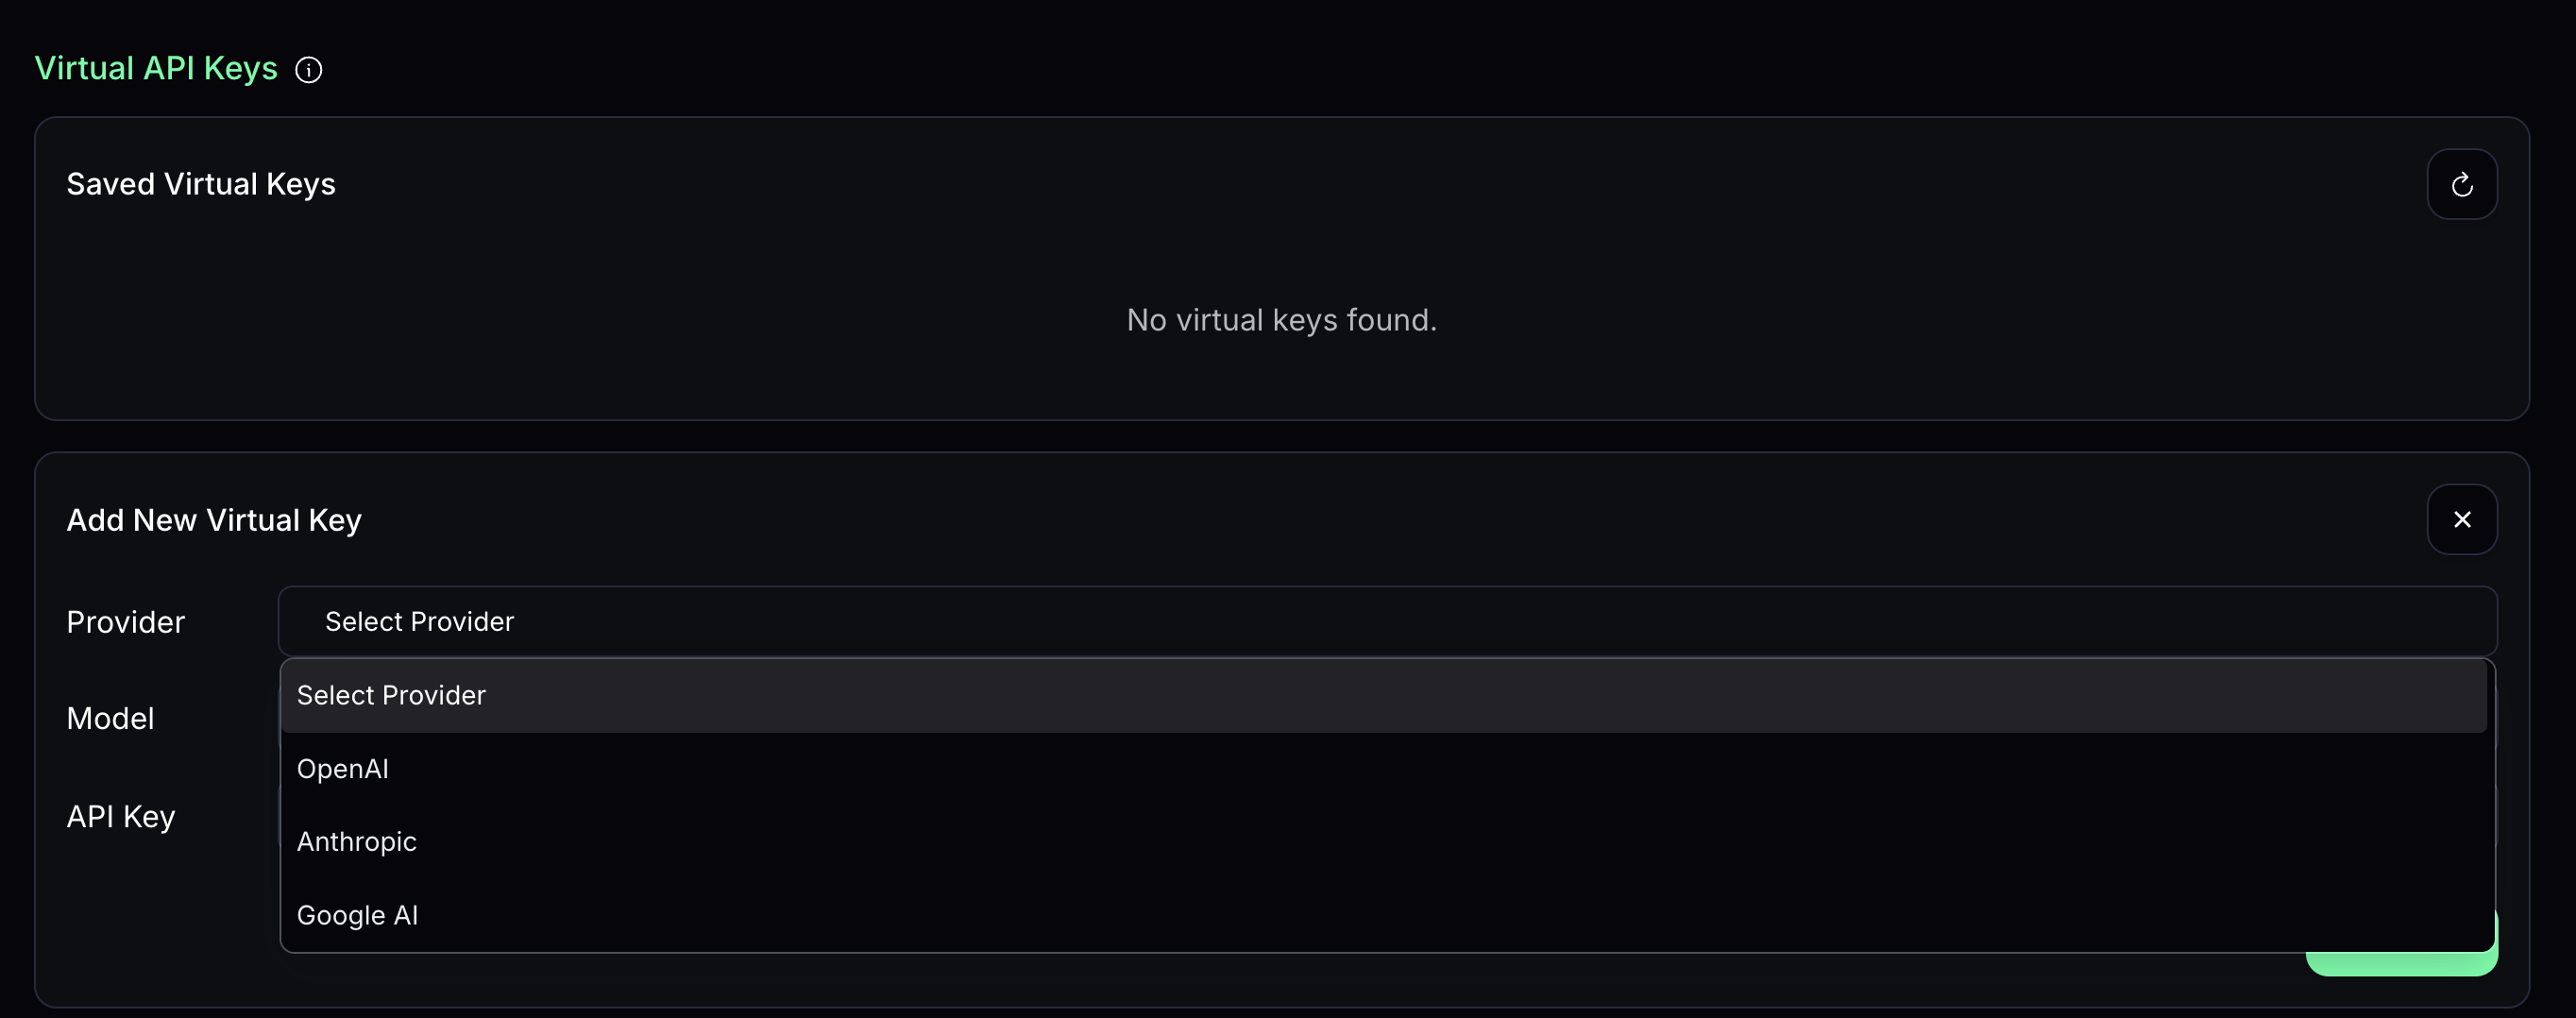 Virtual API Keys
Saved Virtual Keys
No virtual keys found.
Add New Virtual Key
Provider
Select Provider
Select Provider
Model
OpenAI
API Key
Anthropic
Google AI